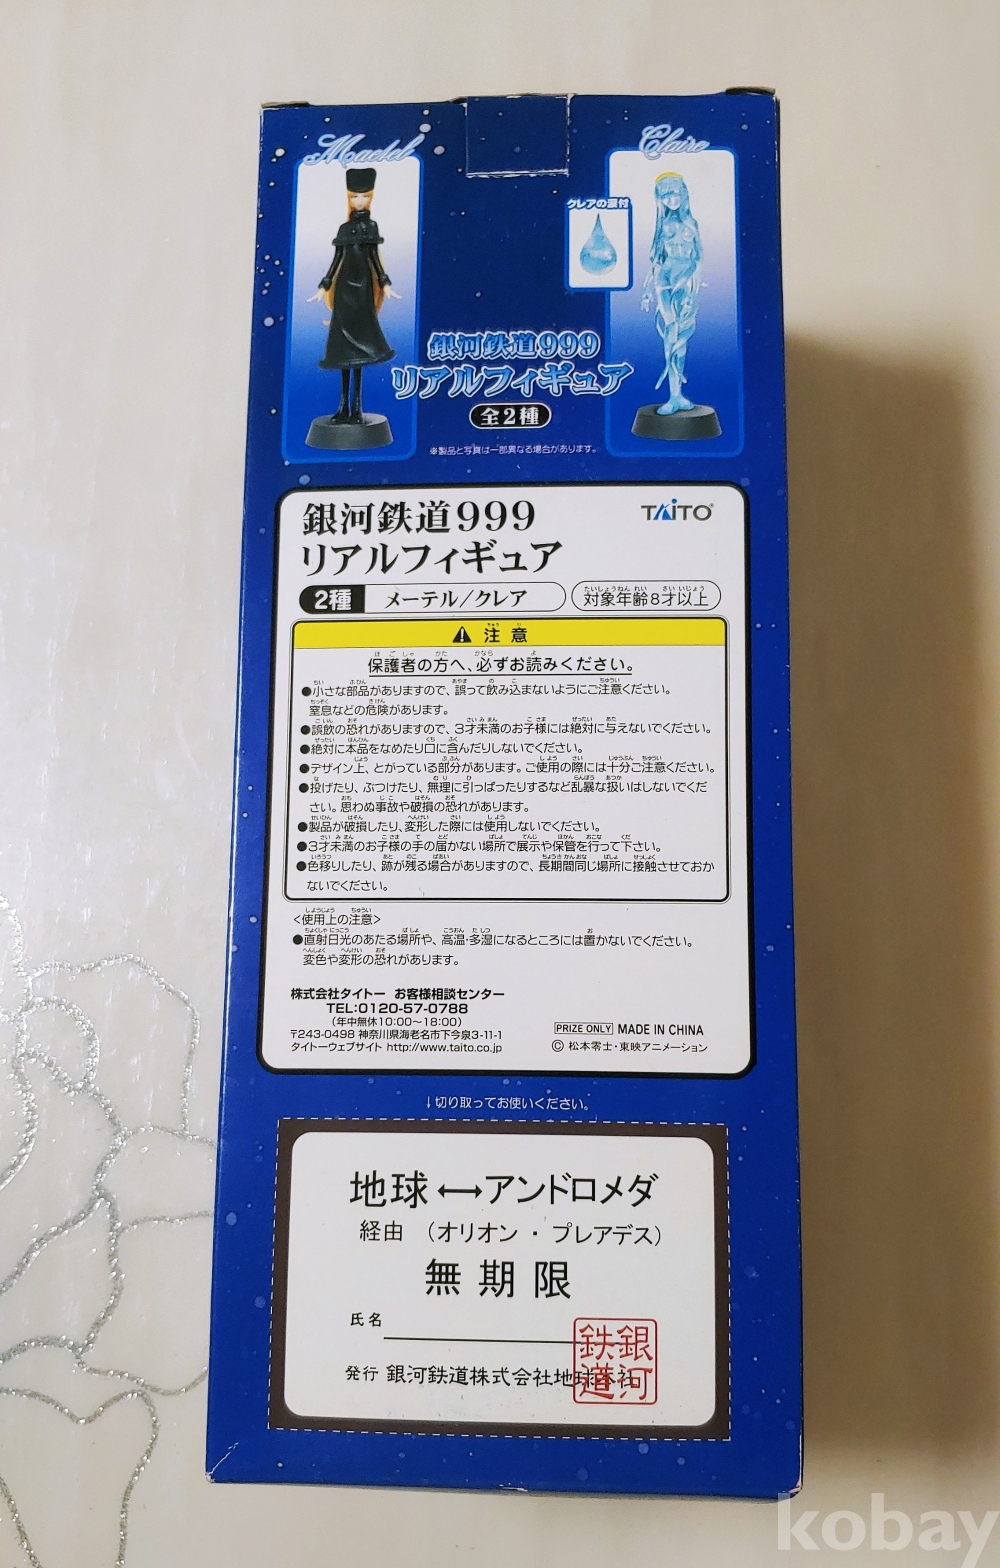 Maetel
Claire
クレアの涙付
銀河鉄道999
リアルフィギュア
全2種
※製品と写真は一部異なる場合があります。
銀河鉄道999
リアルフィギュア
TAITO
2種 メーテル/クレア
対象年齢8才以上
注意
保護者の方へ、必ずお読みください。
●小さな部品がありますので、誤って飲み込まないようにご注意ください。
窒息などの危険があります。
●誤飲の恐れがありますので、3才未満のお子様には絶対に与えないでください。
●絶対に本品をなめたり口に含んだりしないでください。
●デザイン上、とがっている部分があります。ご使用の際には十分ご注意ください。
●投げたり、ぶつけたり、無理に引っぱったりするなど乱暴な扱いはしないでくだ
さい。思わぬ事故や破損の恐れがあります。
●製品が破損したり、変形した際には使用しないでください。
●3才未満のお子様の手の届かない場所で展示や保管を行って下さい。
●色移りしたり、跡が残る場合がありますので、長期間同じ場所に接触させておか
ないでください。
<使用上の注意>
●直射日光のあたる場所や、高温・多湿になるところには置かないでください。
変色や変形の恐れがあります。
株式会社タイトー お客様相談センター
TEL:0120-57-0788
(年中無休10:00〜18:00)
〒243-0498 神奈川県海老名市下今泉3-11-1
タイトーウェブサイト http://www.taito.co.jp
PRIZE ONLY MADE IN CHINA
© 松本零士・東映アニメーション
↓切り取ってお使いください。
地球←→アンドロメダ
経由 (オリオン・プレアデス)
無期限
氏名
発行 銀河鉄道株式会社地球本社
銀河
鉄道
kobay